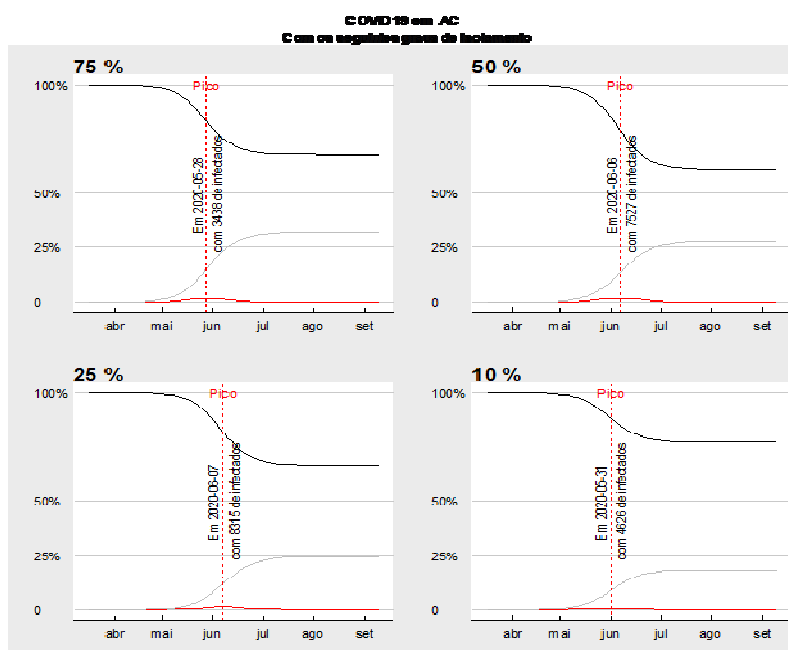 COVID19 em AC
Com os seguintes graus de isolamento
75 %
Pico
100%
50%
25%
0
Em 2020-05-28
com 3438 de infectados
abr mai jun jul ago set
50 %
Pico
100%
50%
25%
0
Em 2020-06-06
com 7527 de infectados
abr mai jun jul ago set
25 %
Pico
100%
50%
25%
0
Em 2020-06-07
com 8315 de infectados
abr mai jun jul ago set
10 %
Pico
100%
50%
25%
0
Em 2020-05-31
com 4626 de infectados
abr mai jun jul ago set